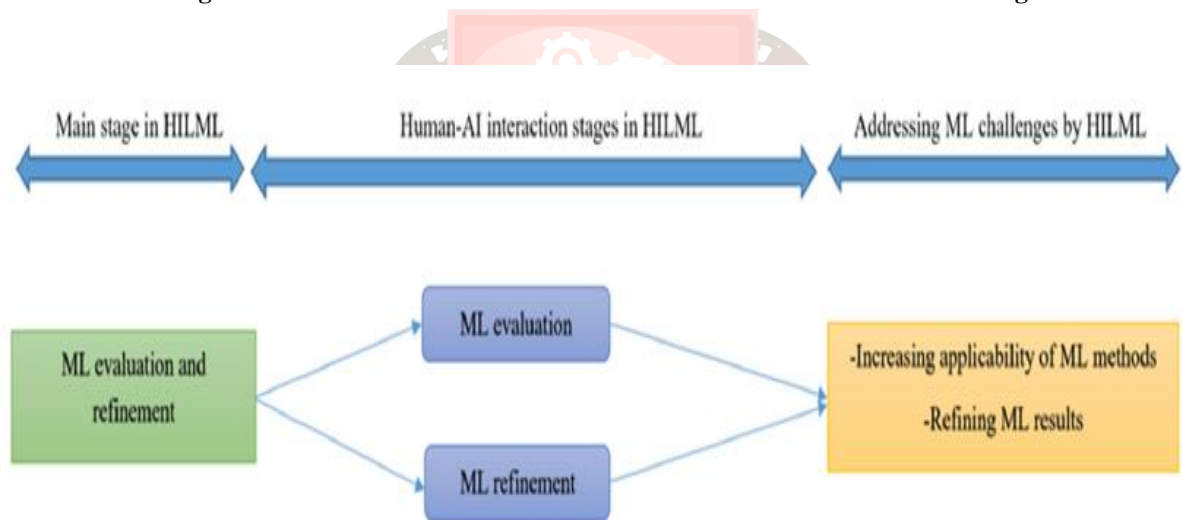 Main stage in HILML
Human-AI interaction stages in HILML
Addressing ML challenges by HILML
ML evaluation and
refinement
ML evaluation
ML refinement
-Increasing applicability of ML methods
-Refining ML results